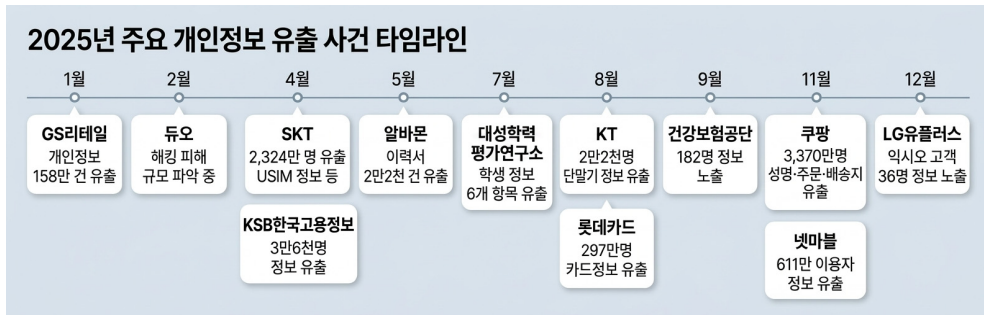 2025년 주요 개인정보 유출 사건 타임라인
1월
2월
4월
5월
7월
8월
9월
11월
12월
GS리테일
개인정보
158만 건 유출
듀오
해킹 피해
규모 파악 중
SKT
2,324만 명 유출
USIM 정보 등
KSB한국고용정보
3만6천명
정보 유출
알바몬
이력서
2만2천 건 유출
대성학력
평가연구소
학생 정보
6개 항목 유출
KT
2만2천명
단말기 정보 유출
롯데카드
297만명
카드정보 유출
건강보험공단
182명 정보
노출
쿠팡
3,370만명
성명·주문·배송지
유출
넷마블
611만 이용자
정보 유출
LG유플러스
익시오 고객
36명 정보 노출